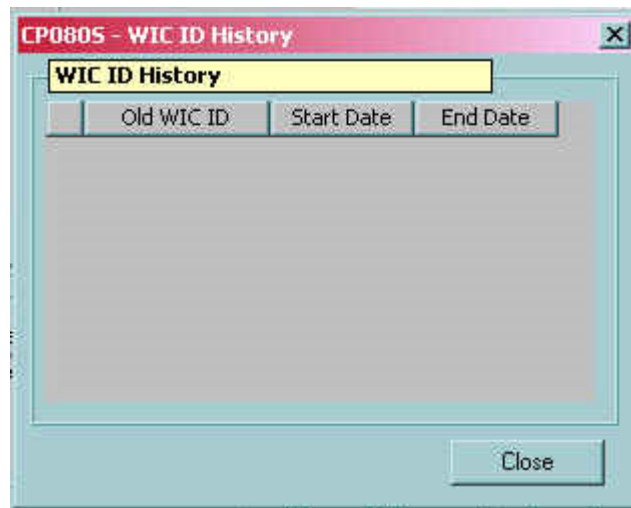 CP080S - WIC ID History
WIC ID History
Old WIC ID Start Date End Date
Close